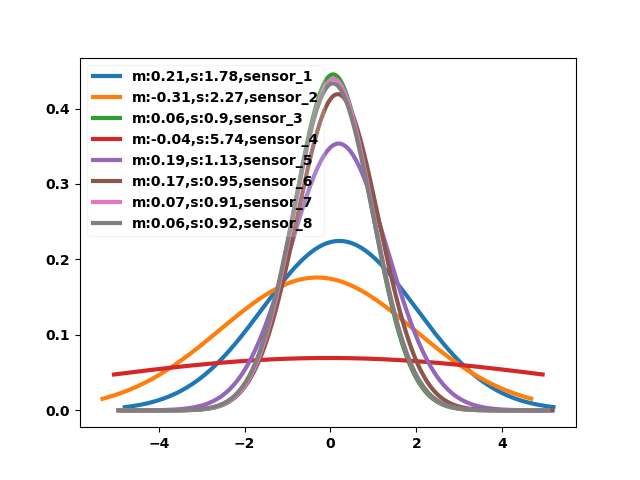 m:0.21,s:1.78,sensor_1
m:-0.31,s:2.27,sensor_2
m:0.06,s:0.9,sensor_3
m:-0.04,s:5.74,sensor_4
m:0.19,s:1.13,sensor_5
m:0.17,s:0.95,sensor_6
m:0.07,s:0.91,sensor_7
m:0.06,s:0.92,sensor_8
0.4
0.3
0.2
0.1
0.0
−4 −2 0 2 4